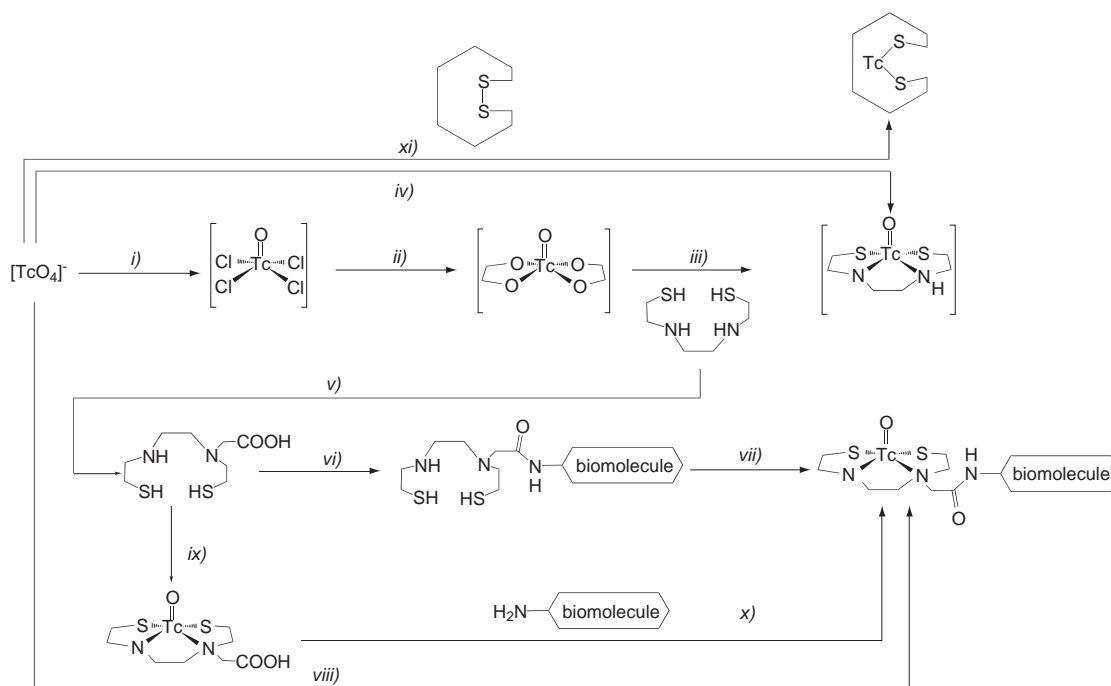 S
S
S
Tc
S
xi)
iv)
[TcO4]-
i)
O
Cl Tc Cl
Cl Cl
ii)
O
O Tc O
O O
iii)
SH HS
NH HN
O
S Tc S
N N
H
v)
NH N COOH
SH HS
vi)
O
NH N N biomolecule
H
SH HS
vii)
O
S Tc S H
N N N biomolecule
O
ix)
O
S Tc S
N N COOH
H2N biomolecule
x)
viii)